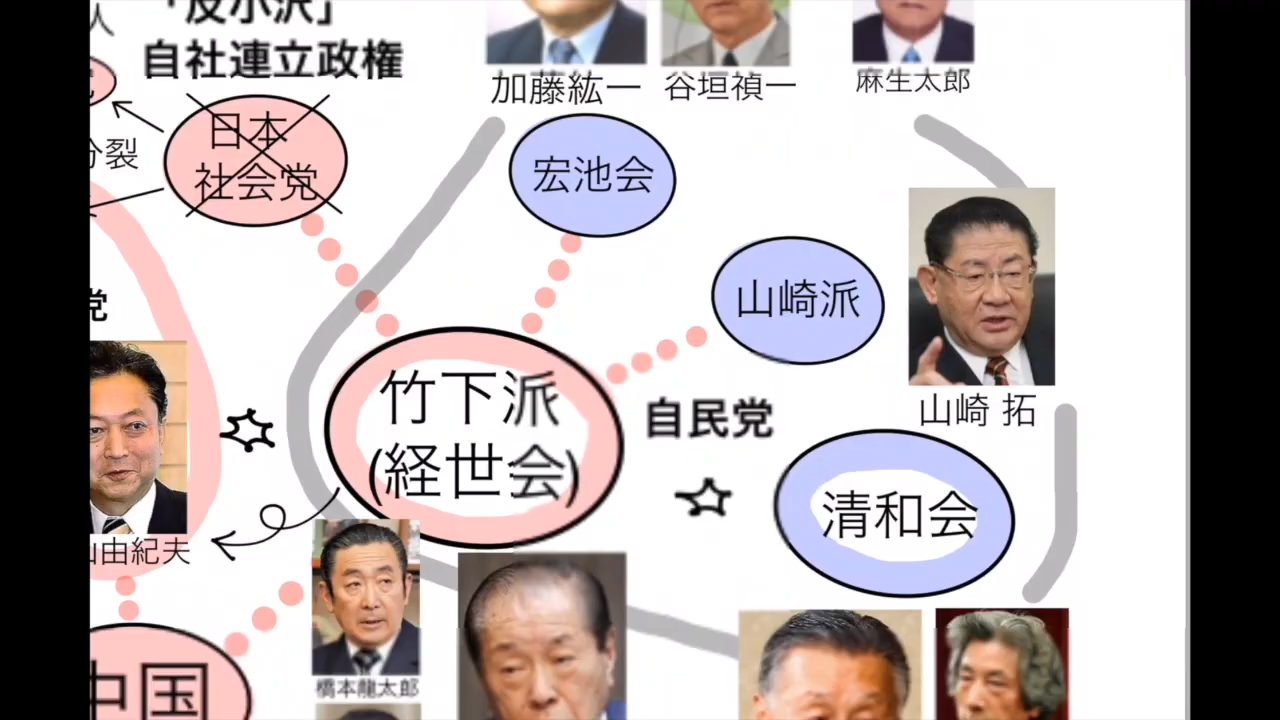 人
「反小沢」
自社連立政権
加藤紘一
谷垣禎一
麻生太郎
日本
社会党
分裂
宏池会
山崎派
党
竹下派
(経世会)
自民党
山崎 拓
清和会
山由紀夫
橋本龍太郎
中国